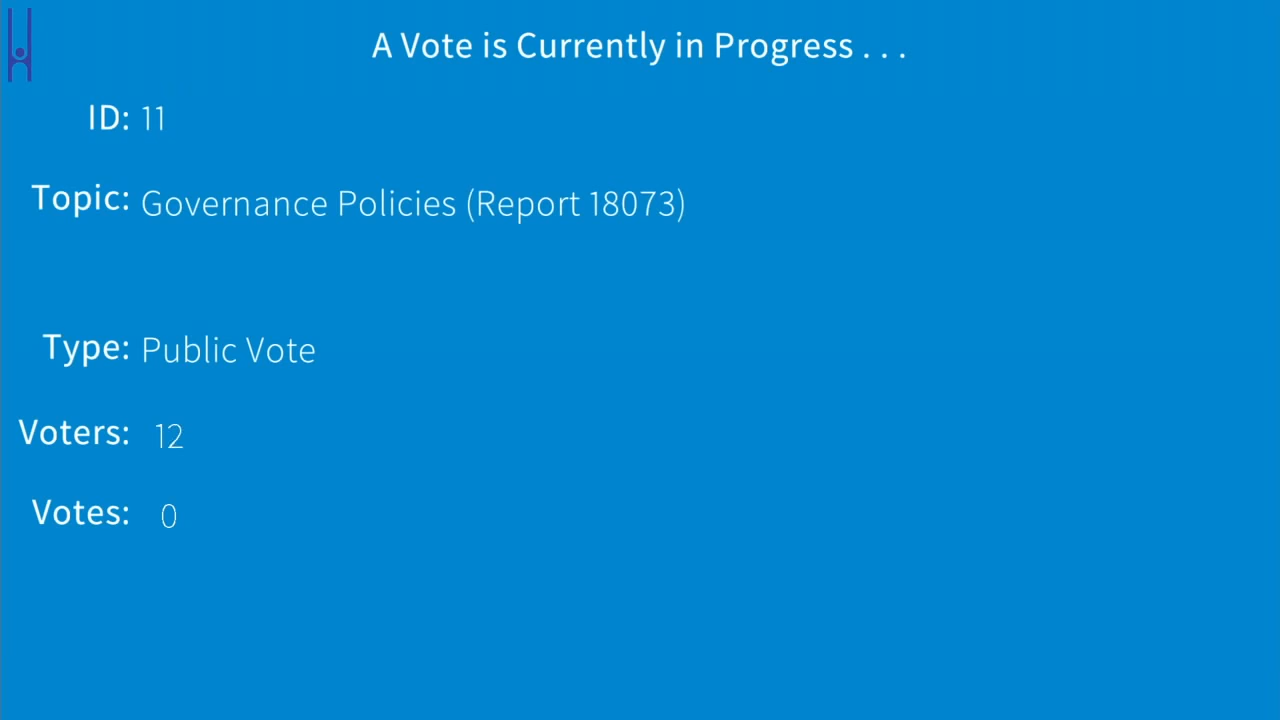 A Vote is Currently in Progress . . .
ID: 11
Topic: Governance Policies (Report 18073)
Type: Public Vote
Voters: 12
Votes: 0